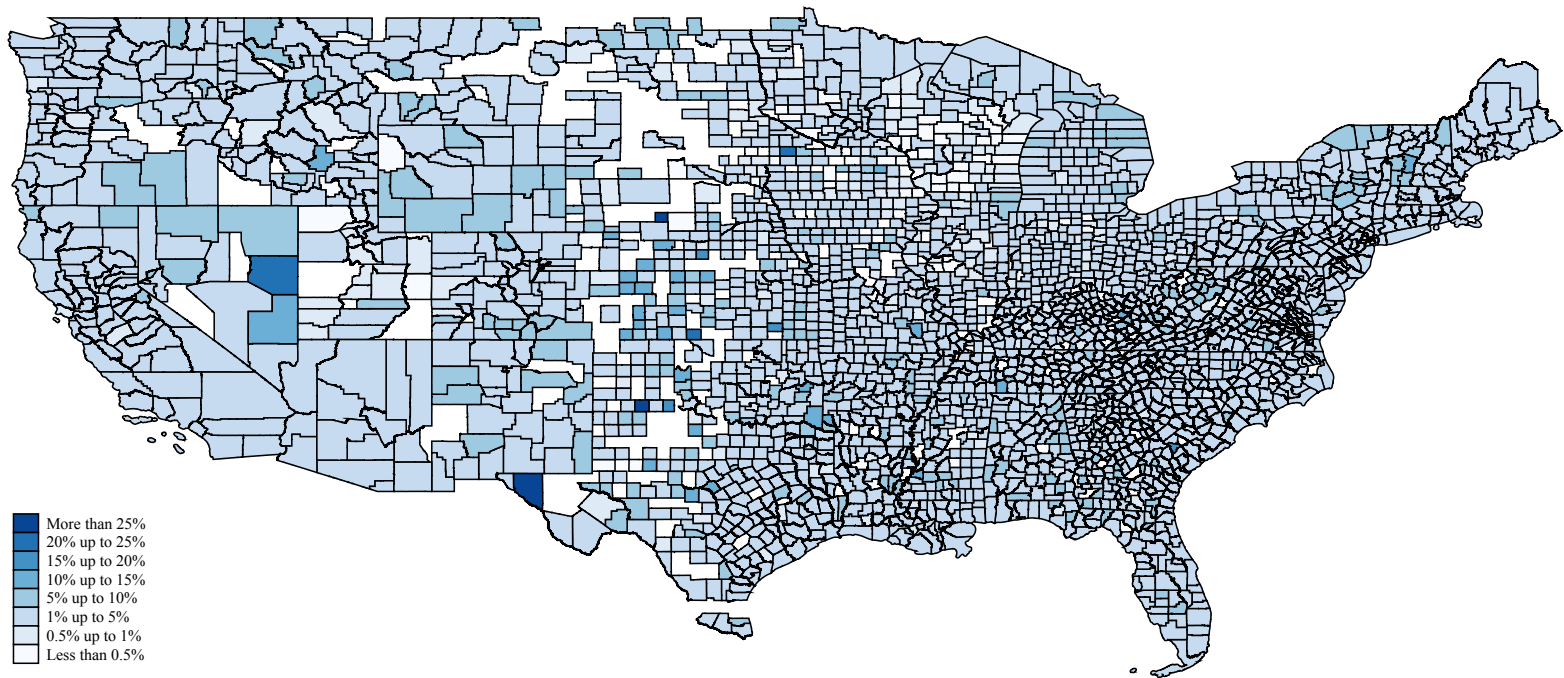 More than 25%
20% up to 25%
15% up to 20%
10% up to 15%
5% up to 10%
1% up to 5%
0.5% up to 1%
Less than 0.5%